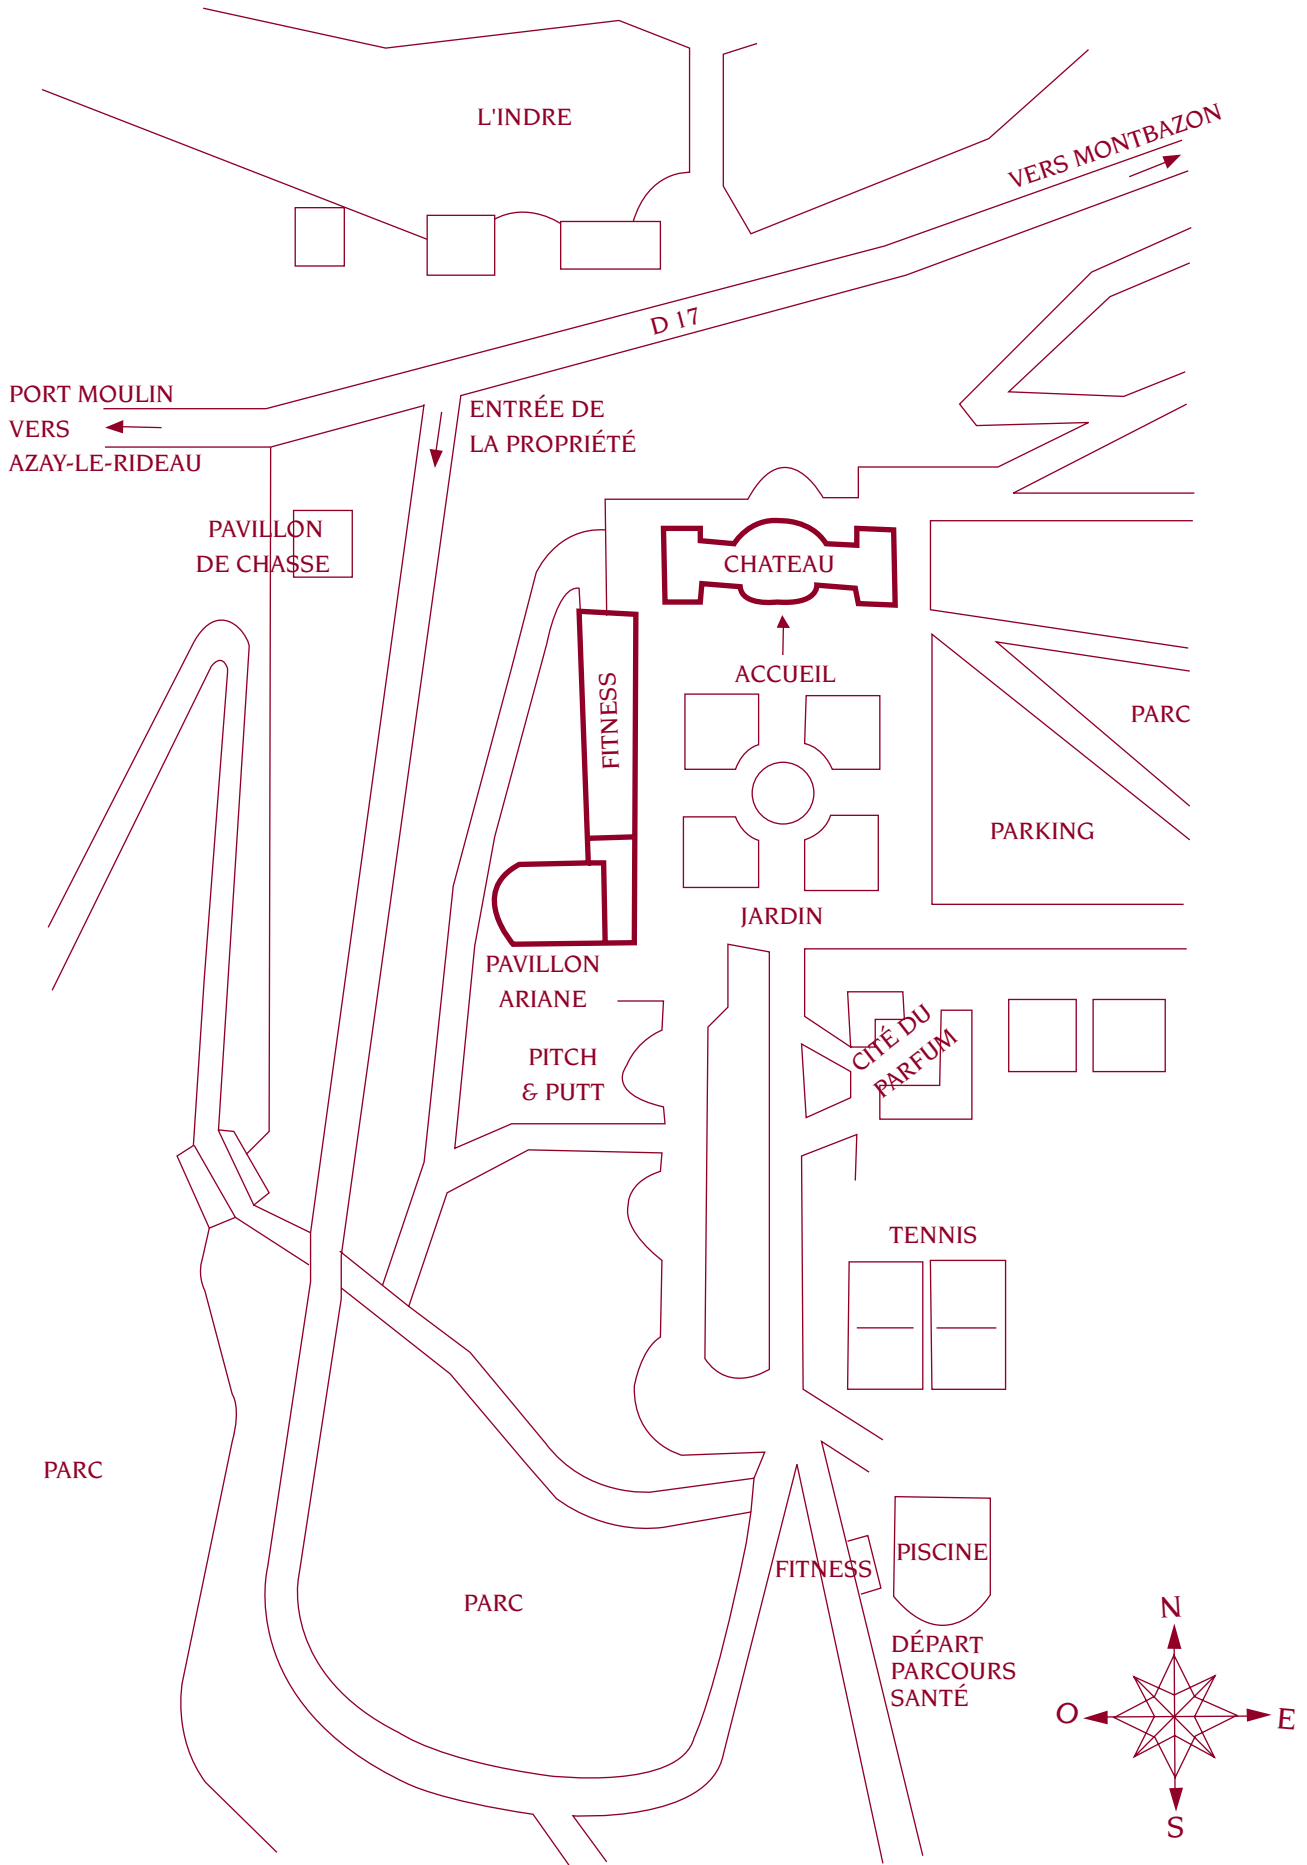 L'INDRE
VERS MONTBAZON
D 17
PORT MOULIN
VERS
AZAY-LE-RIDEAU
ENTRÉE DE
LA PROPRIÉTÉ
PAVILLON
DE CHASSE
CHATEAU
ACCUEIL
FITNESS
PARC
PARKING
JARDIN
PAVILLON
ARIANE
PITCH
& PUTT
CITÉ DU
PARFUM
TENNIS
PARC
PISCINE
FITNESS
PARC
DÉPART
PARCOURS
SANTÉ
N
O
E
S